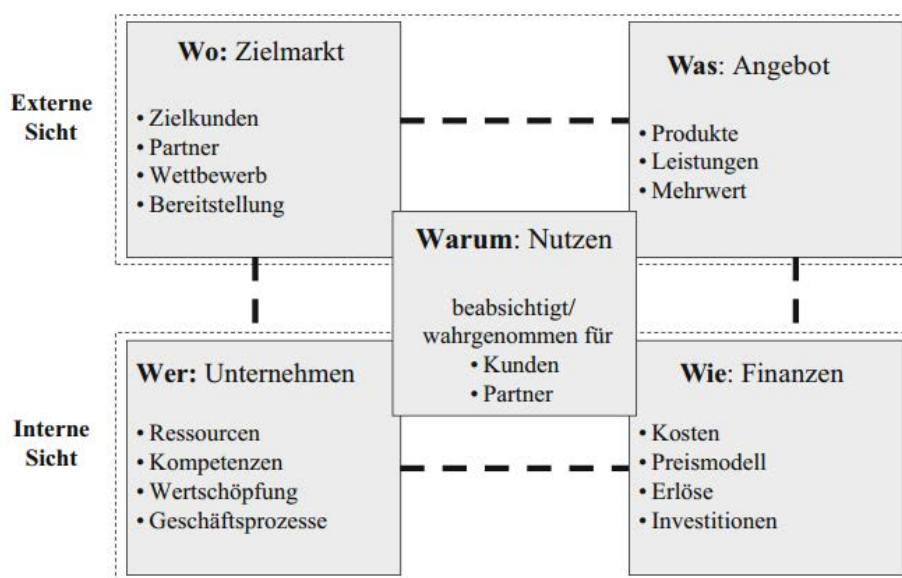 Externe
Sicht
Wo: Zielmarkt
• Zielkunden
• Partner
• Wettbewerb
• Bereitstellung
Was: Angebot
• Produkte
• Leistungen
• Mehrwert
Warum: Nutzen
beabsichtigt/
wahrgenommen für
• Kunden
• Partner
Interne
Sicht
Wer: Unternehmen
• Ressourcen
• Kompetenzen
• Wertschöpfung
• Geschäftsprozesse
Wie: Finanzen
• Kosten
• Preismodell
• Erlöse
• Investitionen